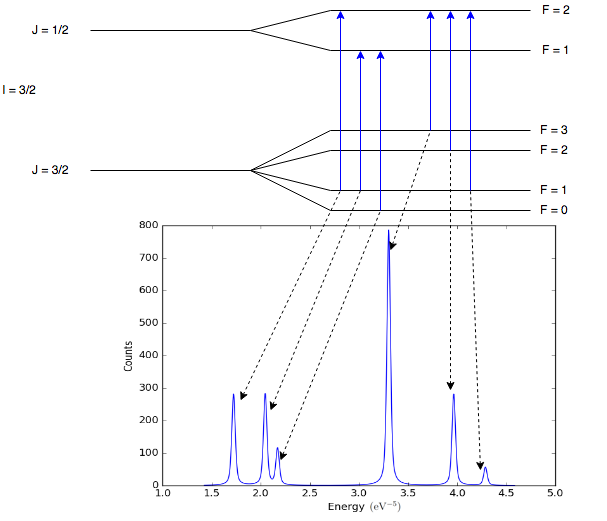 F = 2
J = 1/2
F = 1
I = 3/2
F = 3
F = 2
J = 3/2
F = 1
F = 0
800
700
600
500
400
300
200
100
0
Counts
1.0 1.5 2.0 2.5 3.0 3.5 4.0 4.5 5.0
Energy (eV⁻⁵)